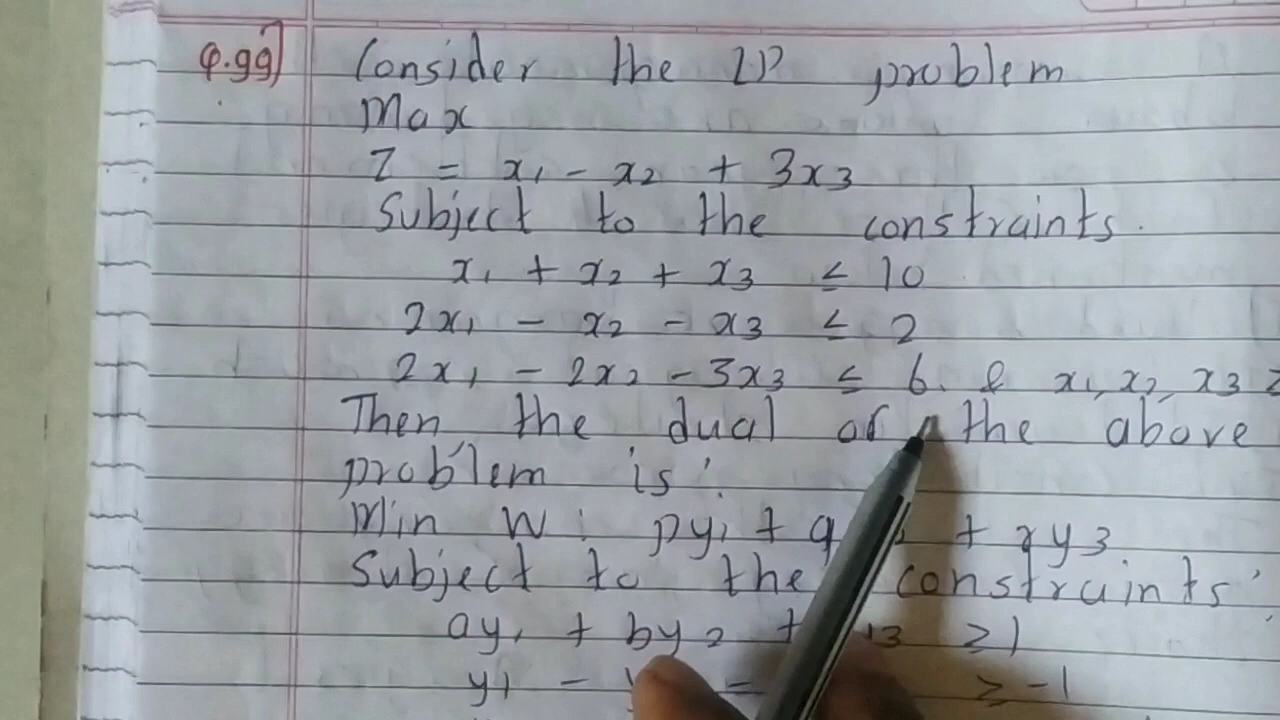 Q.99) Consider the LP problem
Max
Z = x1 - x2 + 3x3
Subject to the constraints.
x1 + x2 + x3 ≤ 10
2x1 - x2 - x3 ≤ 2
2x1 - 2x2 - 3x3 ≤ 6. & x1, x2, x3
Then the dual of the above
problem is:
Min W: py1 + q + ry3
Subject to the constraints:
ay1 + by2 + ≥ 1
y1 - - ≥ -1